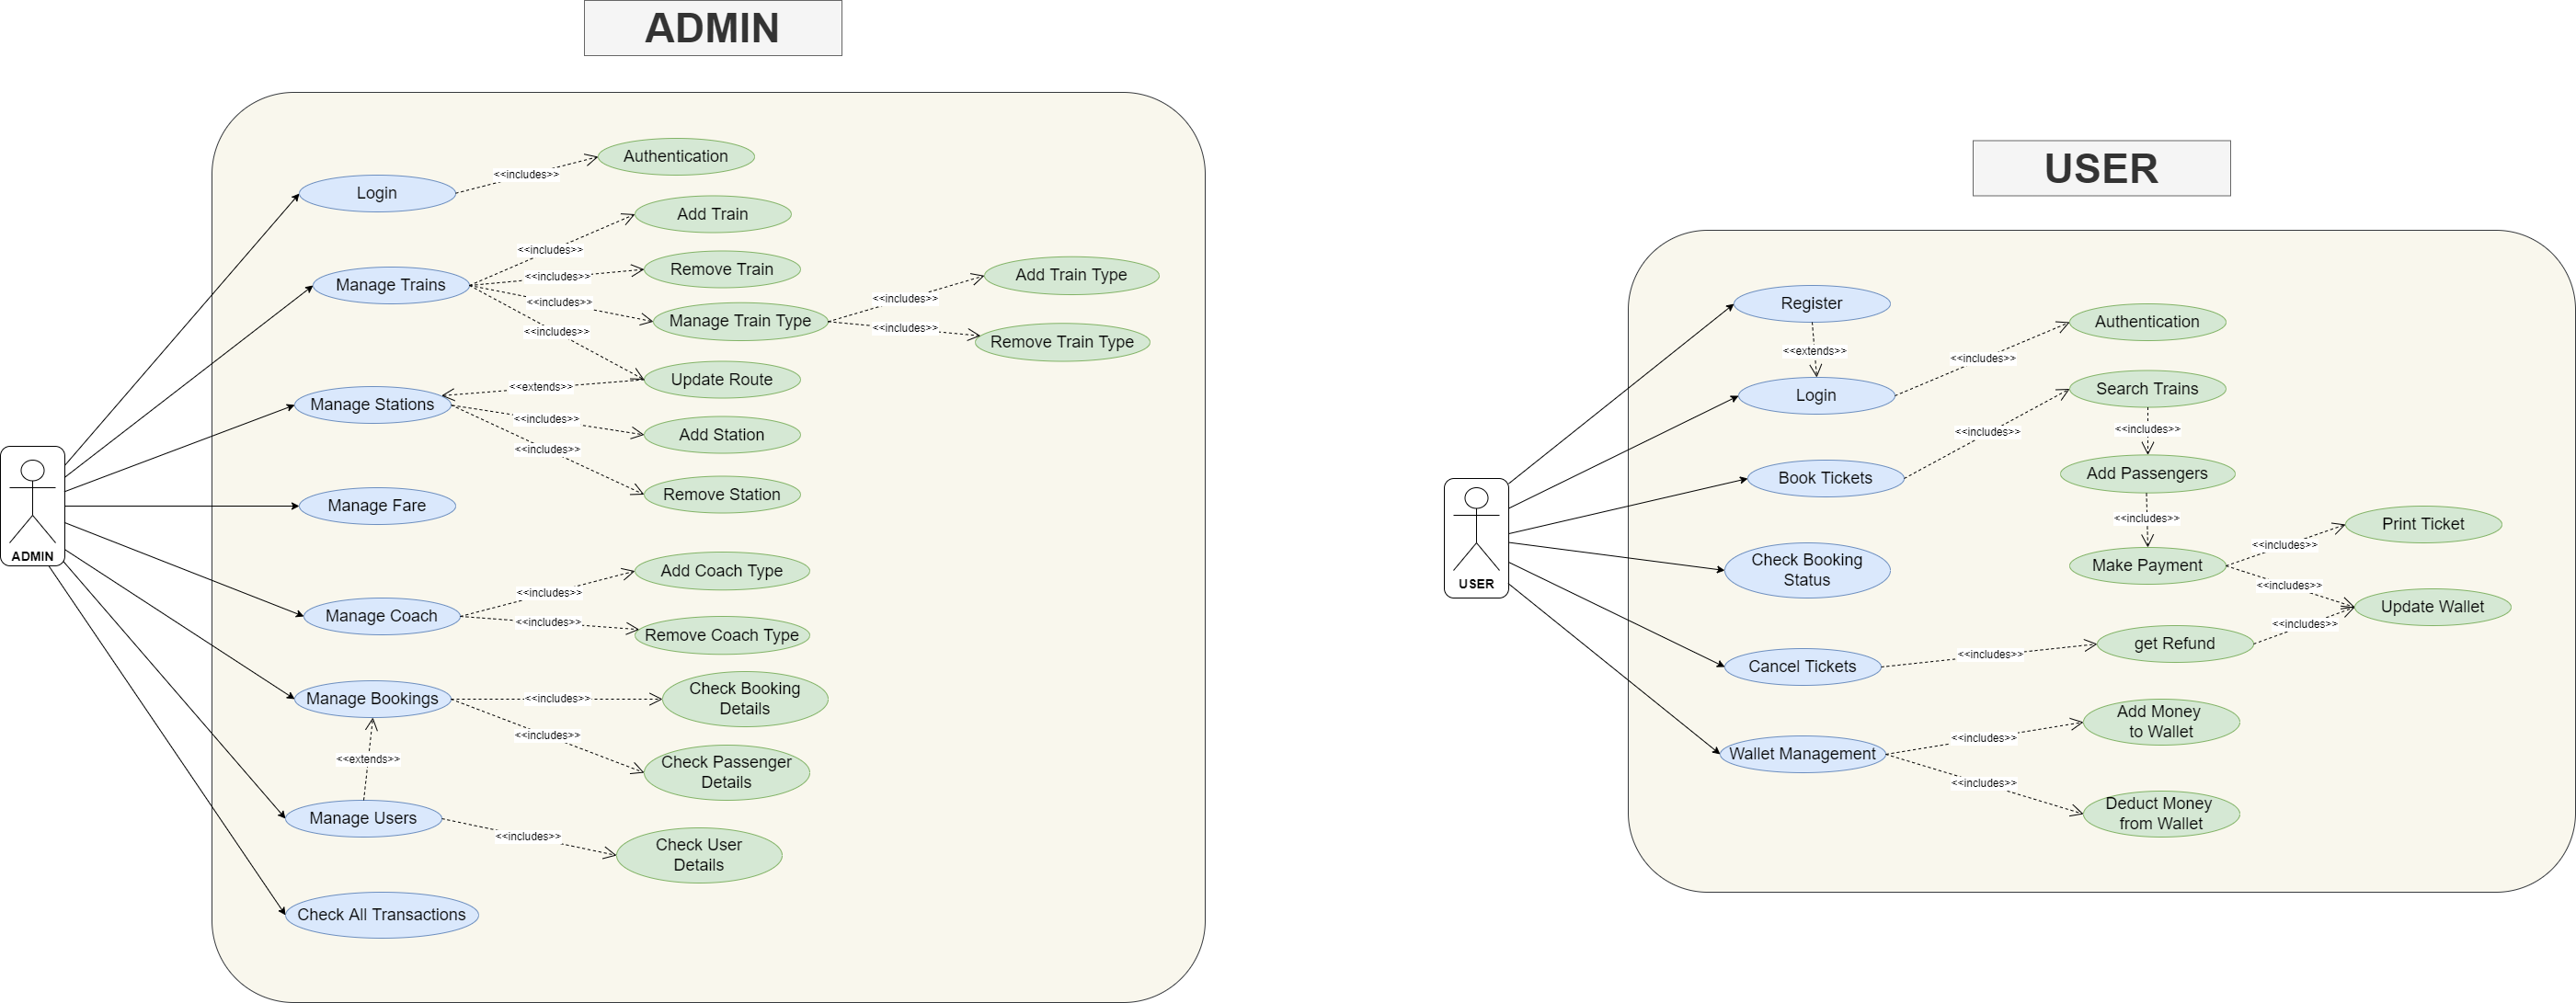 ADMIN
Authentication
<<includes>>
Login
Add Train
<<includes>>
Remove Train
<<includes>>
Manage Trains
Add Train Type
<<includes>>
<<includes>>
Manage Train Type
<<includes>>
<<includes>>
Remove Train Type
Update Route
<<extends>>
Manage Stations
<<includes>>
Add Station
<<includes>>
Remove Station
Manage Fare
ADMIN
Add Coach Type
<<includes>>
Manage Coach
<<includes>>
Remove Coach Type
Manage Bookings
<<includes>>
Check Booking
Details
<<includes>>
Check Passenger
Details
<<extends>>
Manage Users
<<includes>>
Check User
Details
Check All Transactions
USER
Register
Authentication
<<extends>>
<<includes>>
Login
Search Trains
<<includes>>
<<includes>>
Book Tickets
Add Passengers
<<includes>>
Print Ticket
<<includes>>
Check Booking
Status
Make Payment
<<includes>>
USER
Update Wallet
<<includes>>
get Refund
<<includes>>
Cancel Tickets
Add Money
to Wallet
<<includes>>
Wallet Management
<<includes>>
Deduct Money
from Wallet